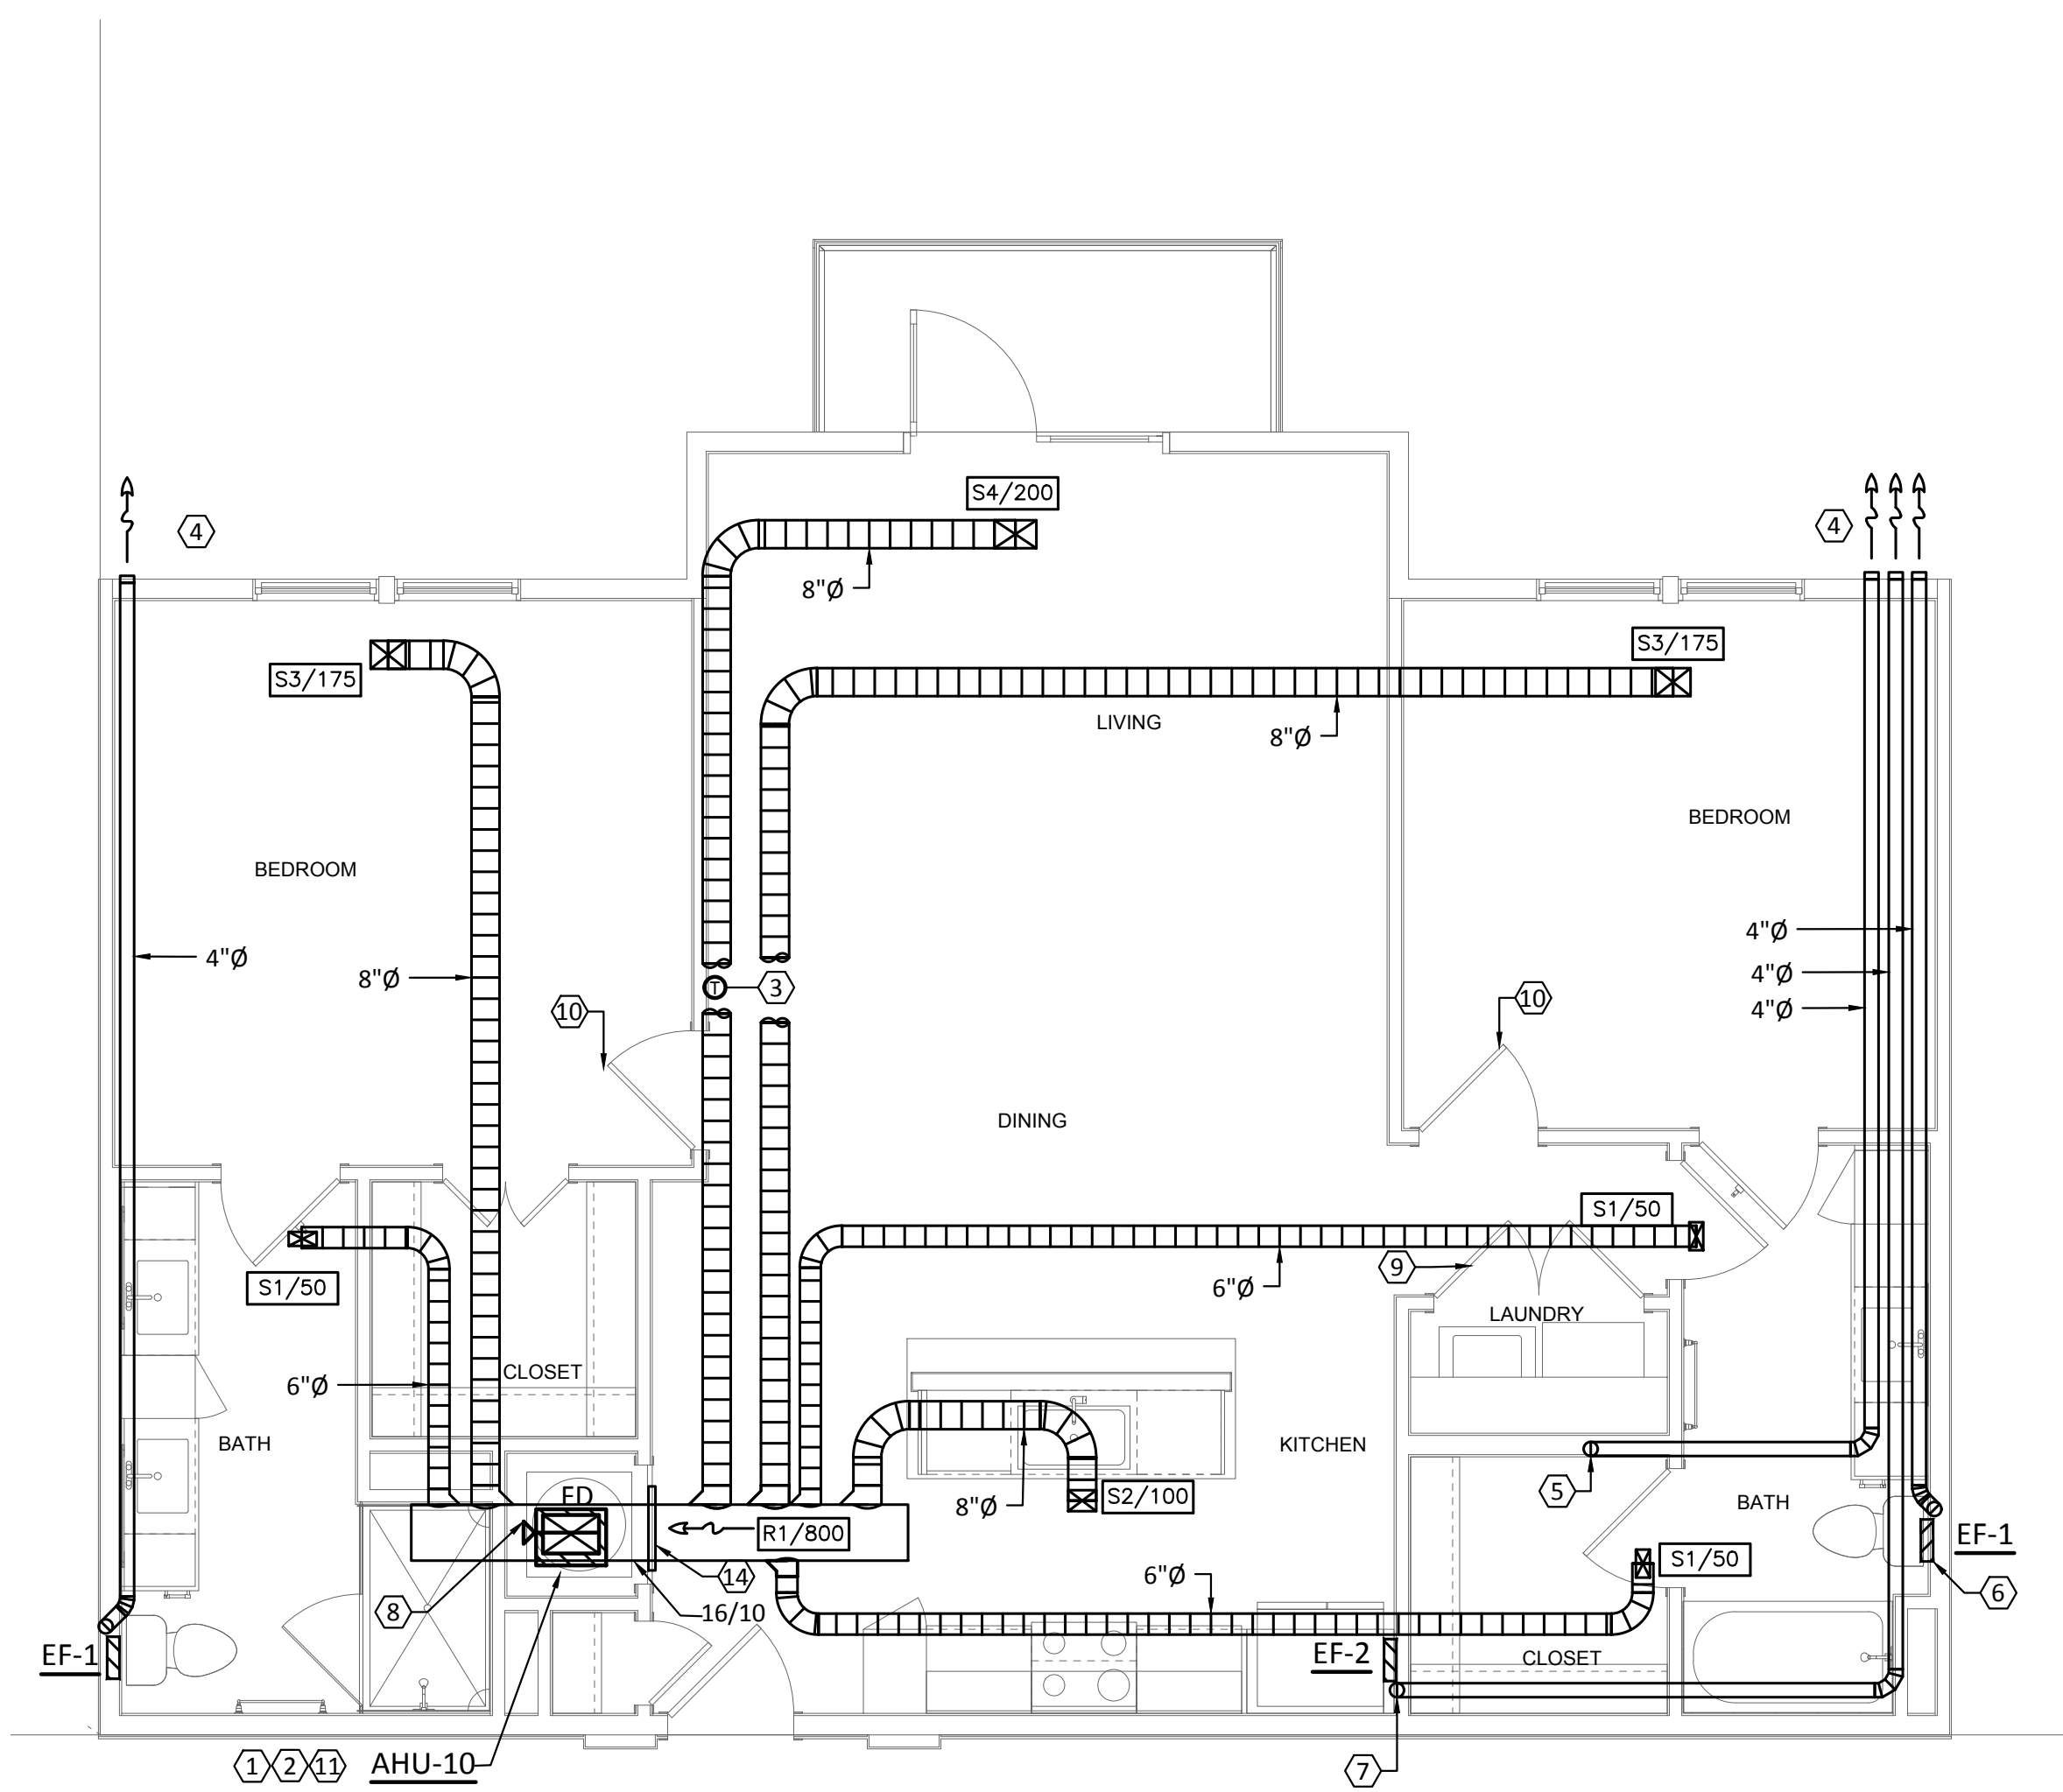 S4/200
4
4
8"Ø
S3/175
S3/175
LIVING
8"Ø
BEDROOM
BEDROOM
4"Ø
4"Ø
8"Ø
4"Ø
T
3
10
10
4"Ø
DINING
S1/50
9
6"Ø
S1/50
LAUNDRY
CLOSET
6"Ø
BATH
KITCHEN
5
S2/100
FD
8"Ø
BATH
R1/800
EF-1
S1/50
14
6"Ø
6
8
16/10
EF-1
EF-2
CLOSET
1
2
11
AHU-10
7